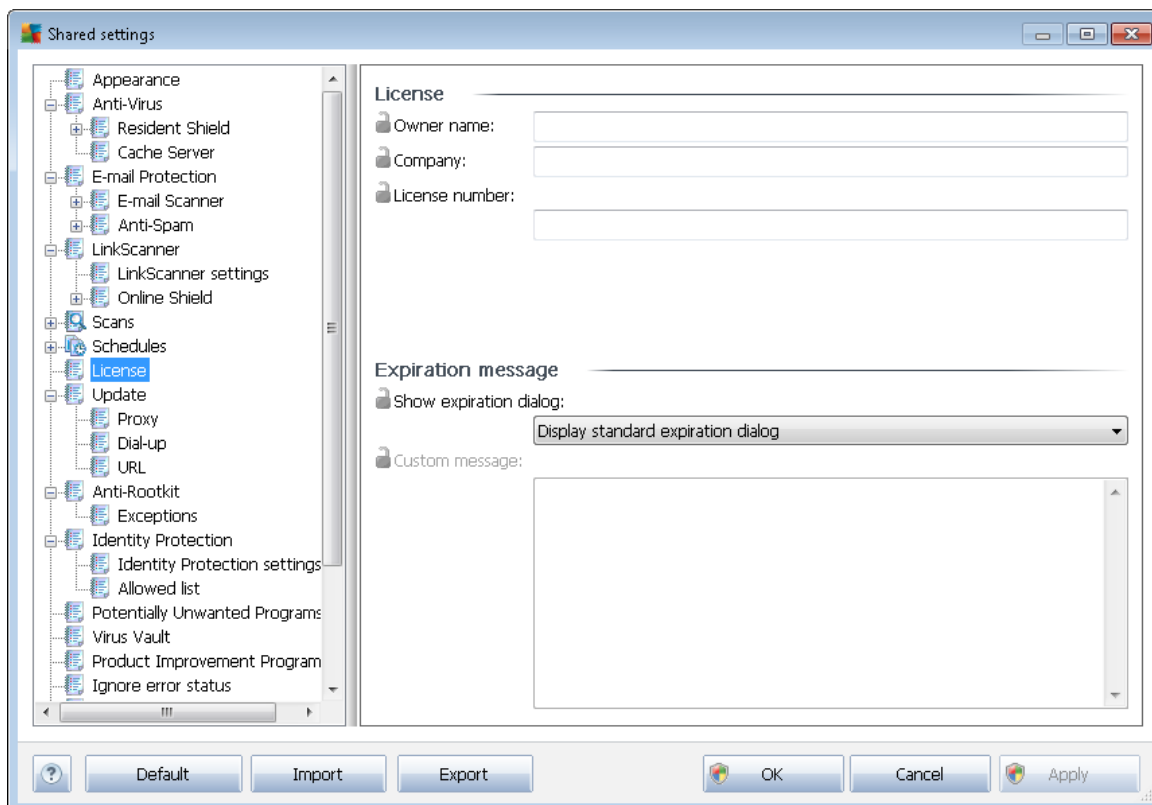 Shared settings
Appearance
Anti-Virus
Resident Shield
Cache Server
E-mail Protection
E-mail Scanner
Anti-Spam
LinkScanner
LinkScanner settings
Online Shield
Scans
Schedules
License
Update
Proxy
Dial-up
URL
Anti-Rootkit
Exceptions
Identity Protection
Identity Protection settings
Allowed list
Potentially Unwanted Programs
Virus Vault
Product Improvement Program
Ignore error status
License
Owner name:
Company:
License number:
Expiration message
Show expiration dialog:
Display standard expiration dialog
Custom message:
? Default Import Export OK Cancel Apply